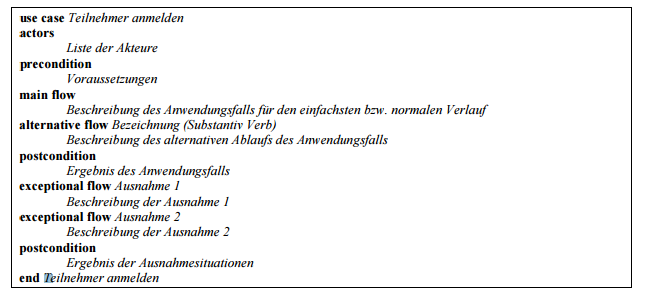 use case Teilnehmer anmelden
actors
Liste der Akteure
precondition
Voraussetzungen
main flow
Beschreibung des Anwendungsfalls für den einfachsten bzw. normalen Verlauf
alternative flow Bezeichnung (Substantiv Verb)
Beschreibung des alternativen Ablaufs des Anwendungsfalls
postcondition
Ergebnis des Anwendungsfalls
exceptional flow Ausnahme 1
Beschreibung der Ausnahme 1
exceptional flow Ausnahme 2
Beschreibung der Ausnahme 2
postcondition
Ergebnis der Ausnahmesituationen
end Teilnehmer anmelden